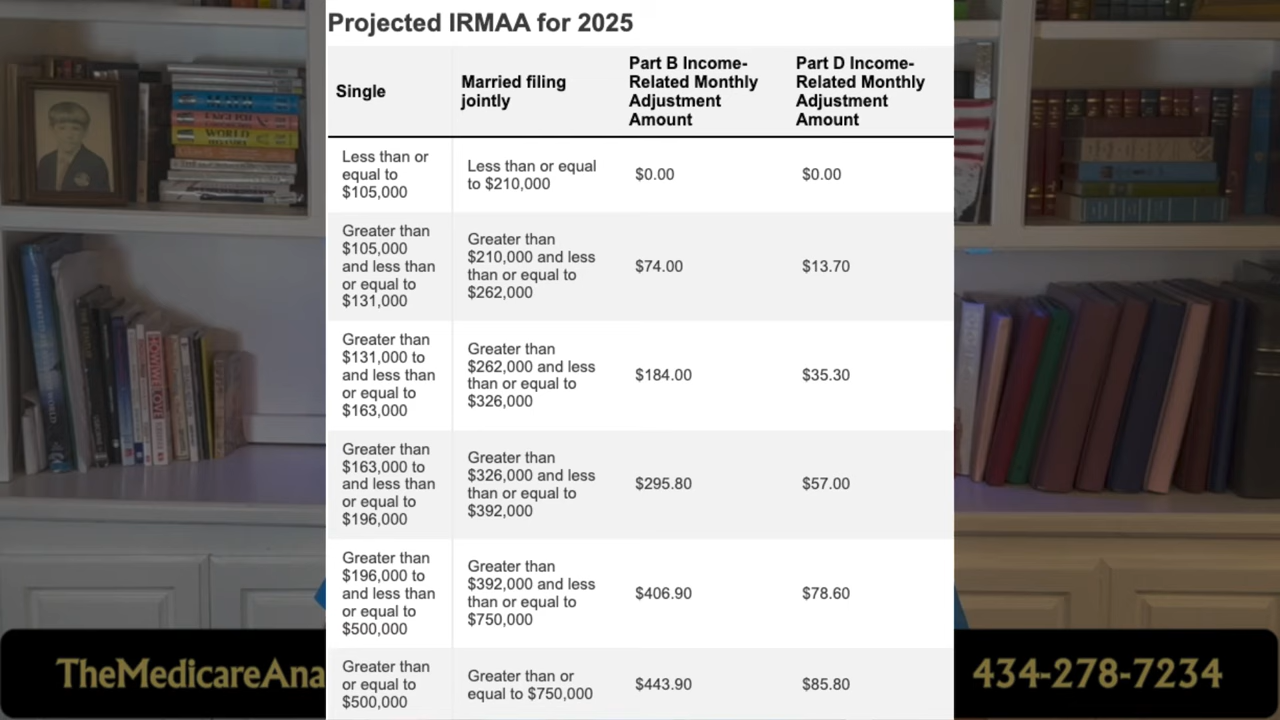 Projected IRMAA for 2025
Single
Married filing
jointly
Part B Income-
Related Monthly
Adjustment
Amount
Part D Income-
Related Monthly
Adjustment
Amount
Less than or
equal to
$105,000
Less than or equal
to $210,000
$0.00
$0.00
Greater than
$105,000
and less than
or equal to
$131,000
Greater than
$210,000 and less
than or equal to
$262,000
$74.00
$13.70
Greater than
$131,000 to
and less than
or equal to
$163,000
Greater than
$262,000 and less
than or equal to
$326,000
$184.00
$35.30
Greater than
$163,000 to
and less than
or equal to
$196,000
Greater than
$326,000 and less
than or equal to
$392,000
$295.80
$57.00
Greater than
$196,000 to
and less than
or equal to
$500,000
Greater than
$392,000 and less
than or equal to
$750,000
$406.90
$78.60
Greater than
or equal to
$500,000
Greater than or
equal to $750,000
$443.90
$85.80
TheMedicareAna
434-278-7234
WORLD